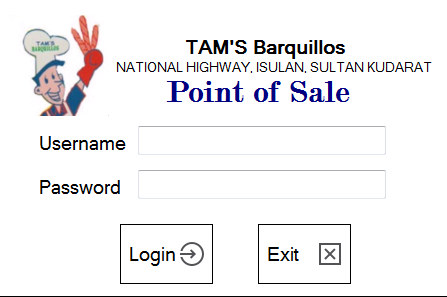 TAM'S
BARQUILLOS
TAM'S Barquillos
NATIONAL HIGHWAY, ISULAN, SULTAN KUDARAT
Point of Sale
Username
Password
Login
Exit